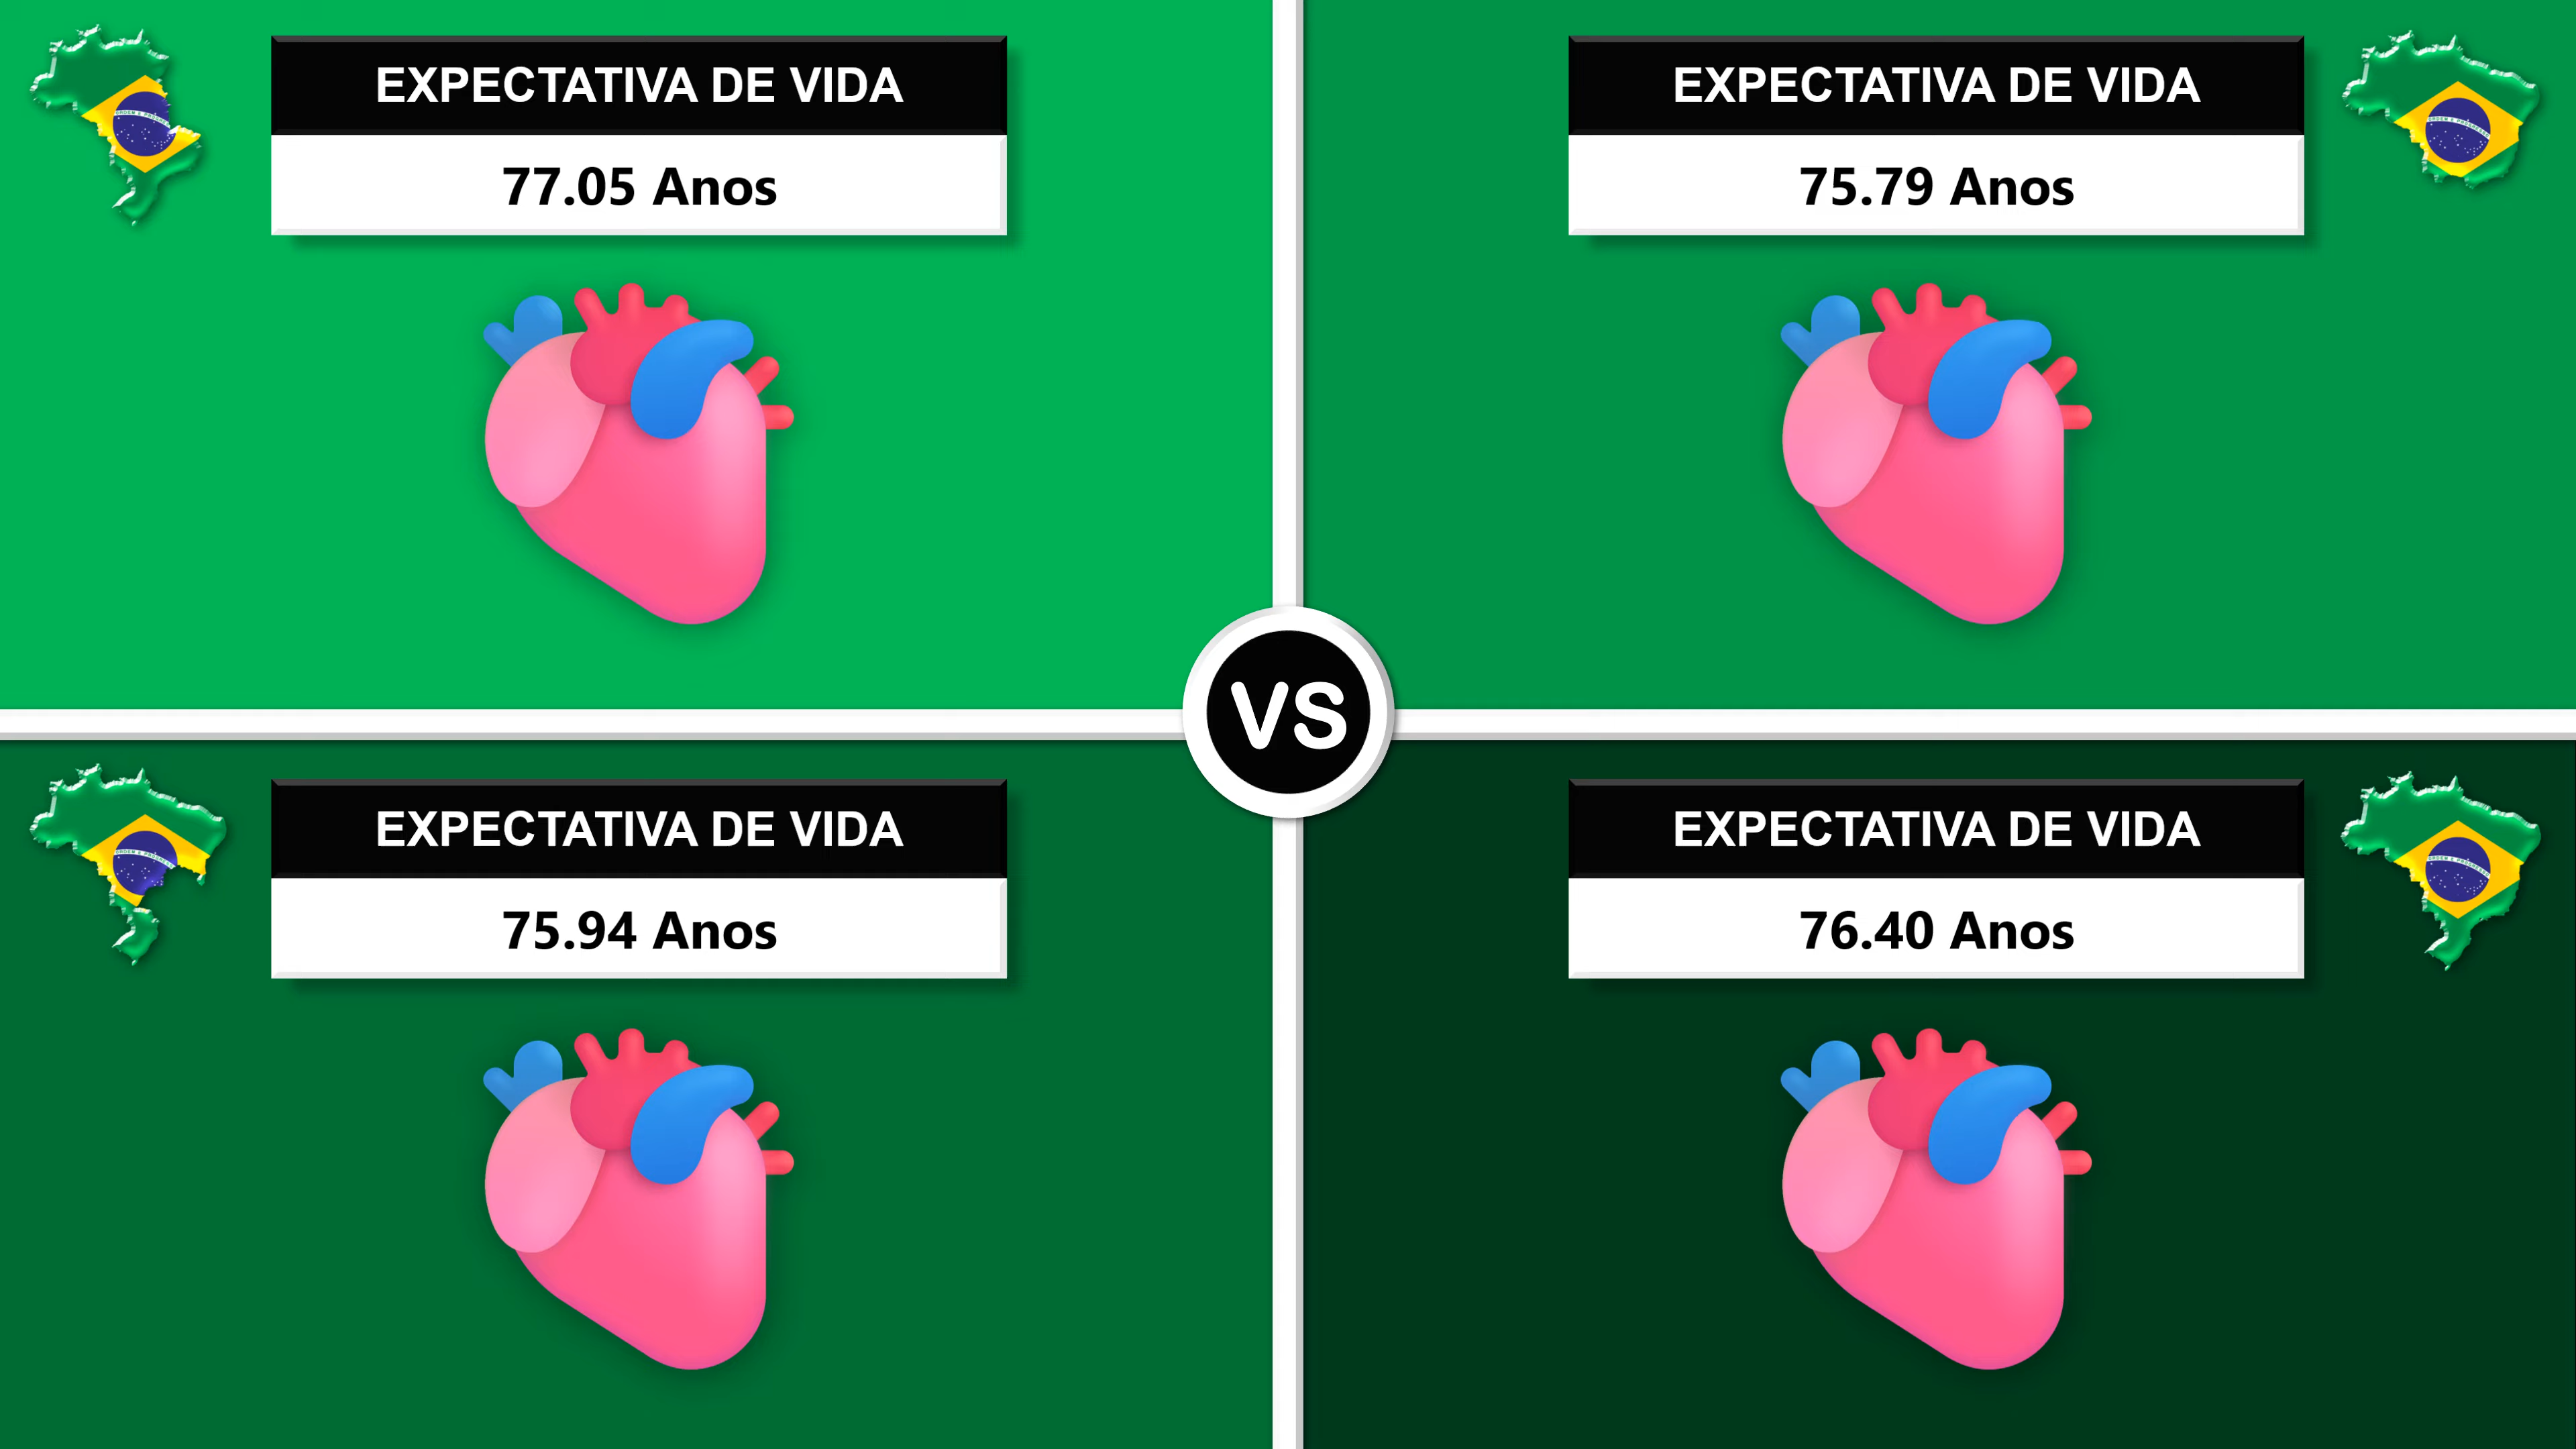 EXPECTATIVA DE VIDA
77.05 Anos
EXPECTATIVA DE VIDA
75.79 Anos
VS
EXPECTATIVA DE VIDA
75.94 Anos
EXPECTATIVA DE VIDA
76.40 Anos